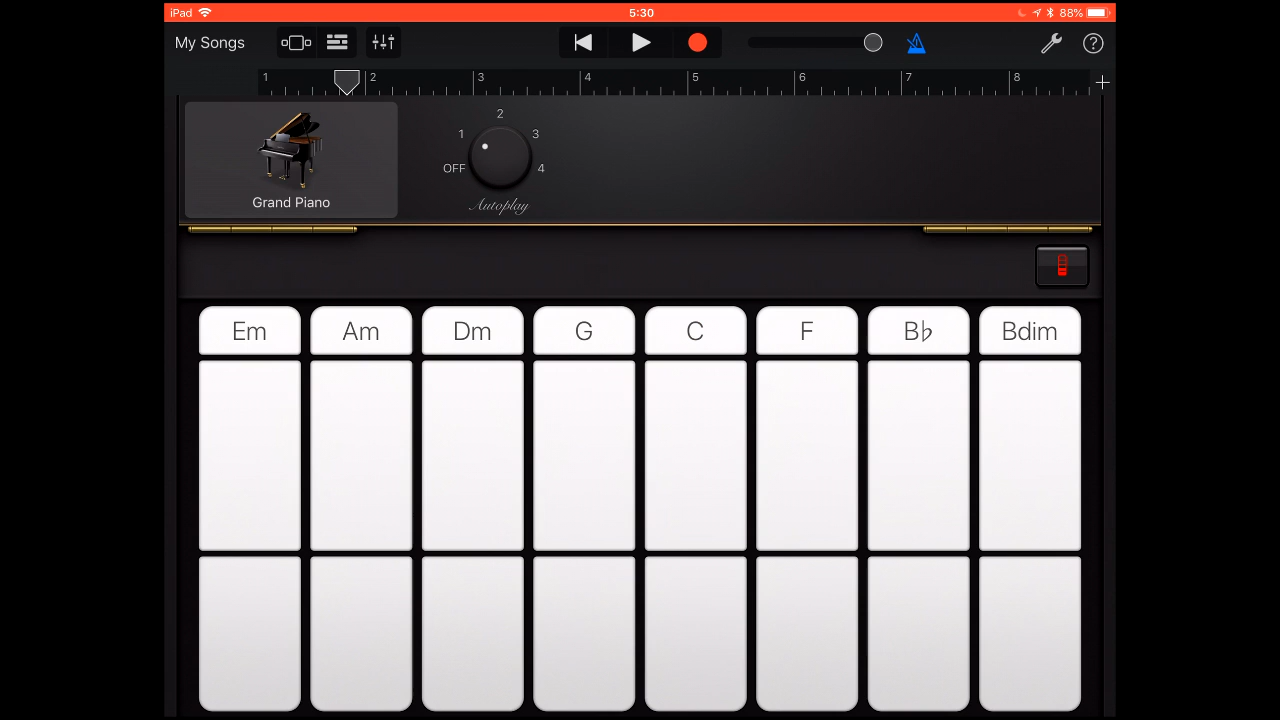 iPad 5:30 88%
My Songs
1 2 3 4 5 6 7 8
2
1 3
OFF 4
Grand Piano Autoplay
Em Am Dm G C F B♭ Bdim